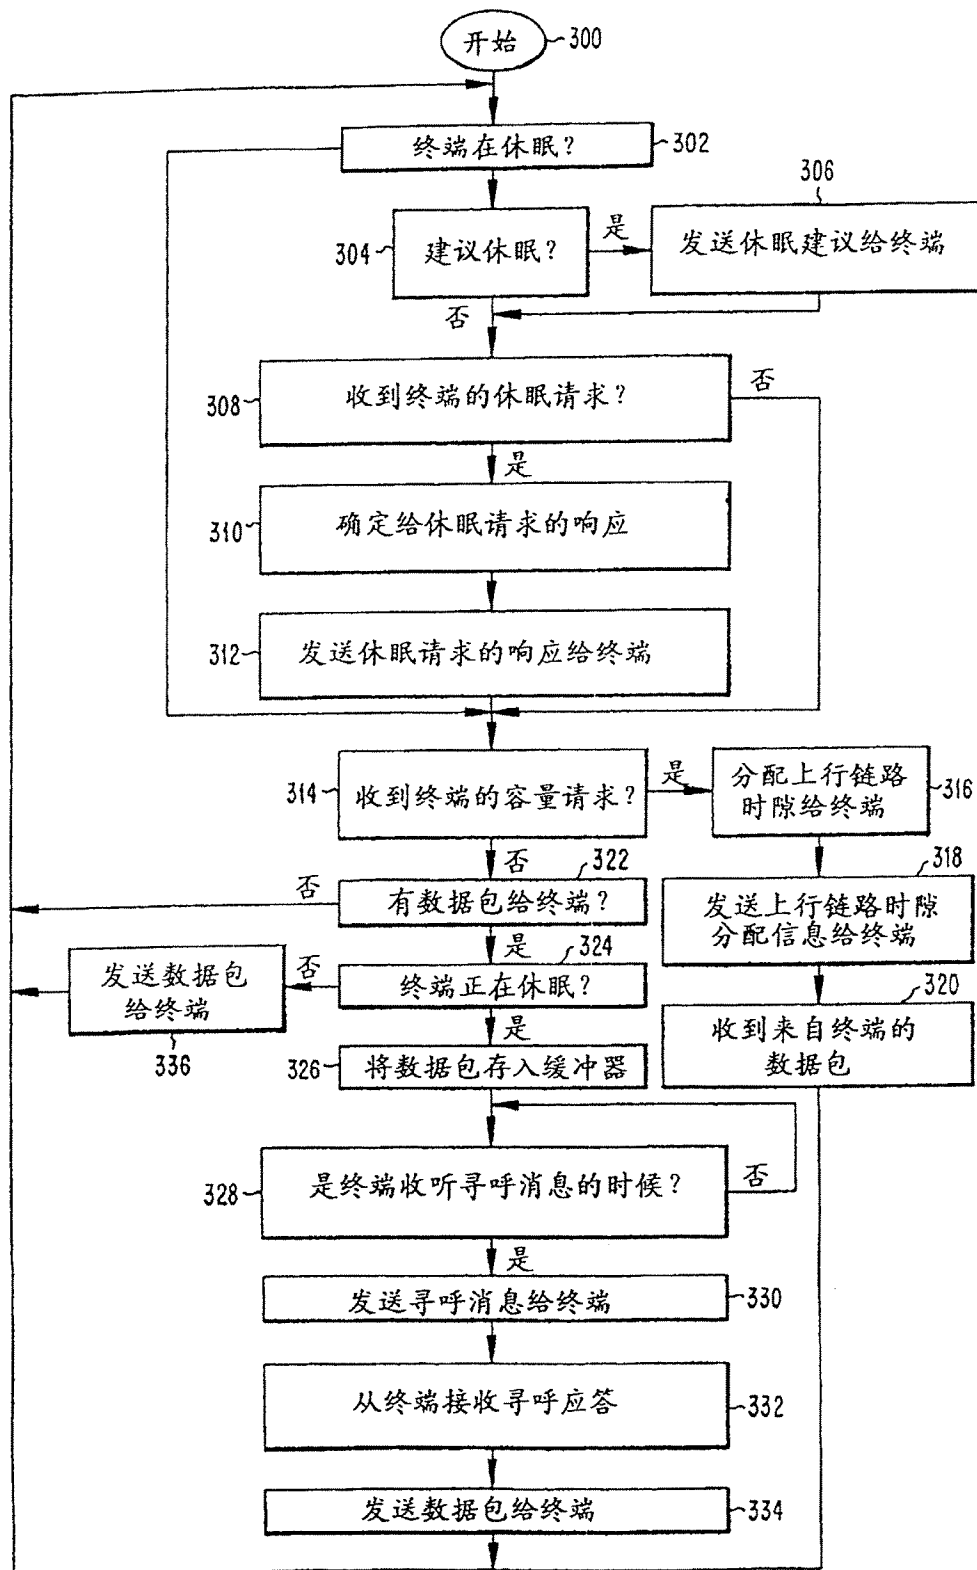 开始
300
终端在休眠?
302
306
304
建议休眠?
是
发送休眠建议给终端
否
308
收到终端的休眠请求?
否
是
310
确定给休眠请求的响应
312
发送休眠请求的响应给终端
314
收到终端的容量请求?
是
分配上行链路
时隙给终端
316
否
322
318
否
有数据包给终端?
发送上行链路时隙
分配信息给终端
是
324
发送数据包
给终端
否
终端正在休眠?
320
336
是
收到来自终端的
数据包
326
将数据包存入缓冲器
328
是终端收听寻呼消息的时候?
否
是
发送寻呼消息给终端
330
从终端接收寻呼应答
332
发送数据包给终端
334